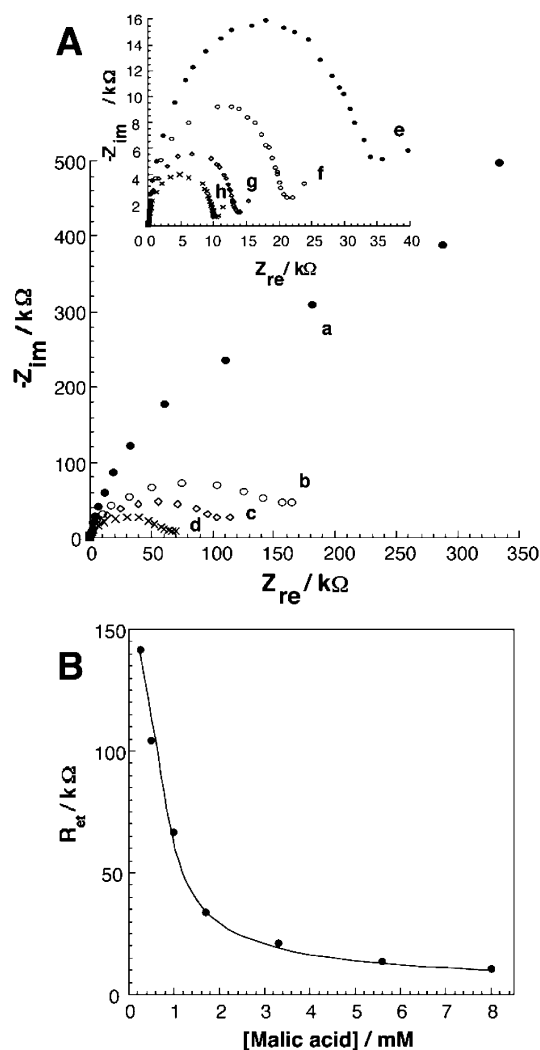 A
-Z_im / kΩ
16
14
12
10
8
6
4
2
0 5 10 15 20 25 30 35 40
Z_re / kΩ
e
f
g
h
-Z_im / kΩ
500
400
300
200
100
0
a
b
c
d
0 50 100 150 200 250 300 350
Z_re / kΩ
B
R_et / kΩ
150
100
50
0
0 1 2 3 4 5 6 7 8
[Malic acid] / mM